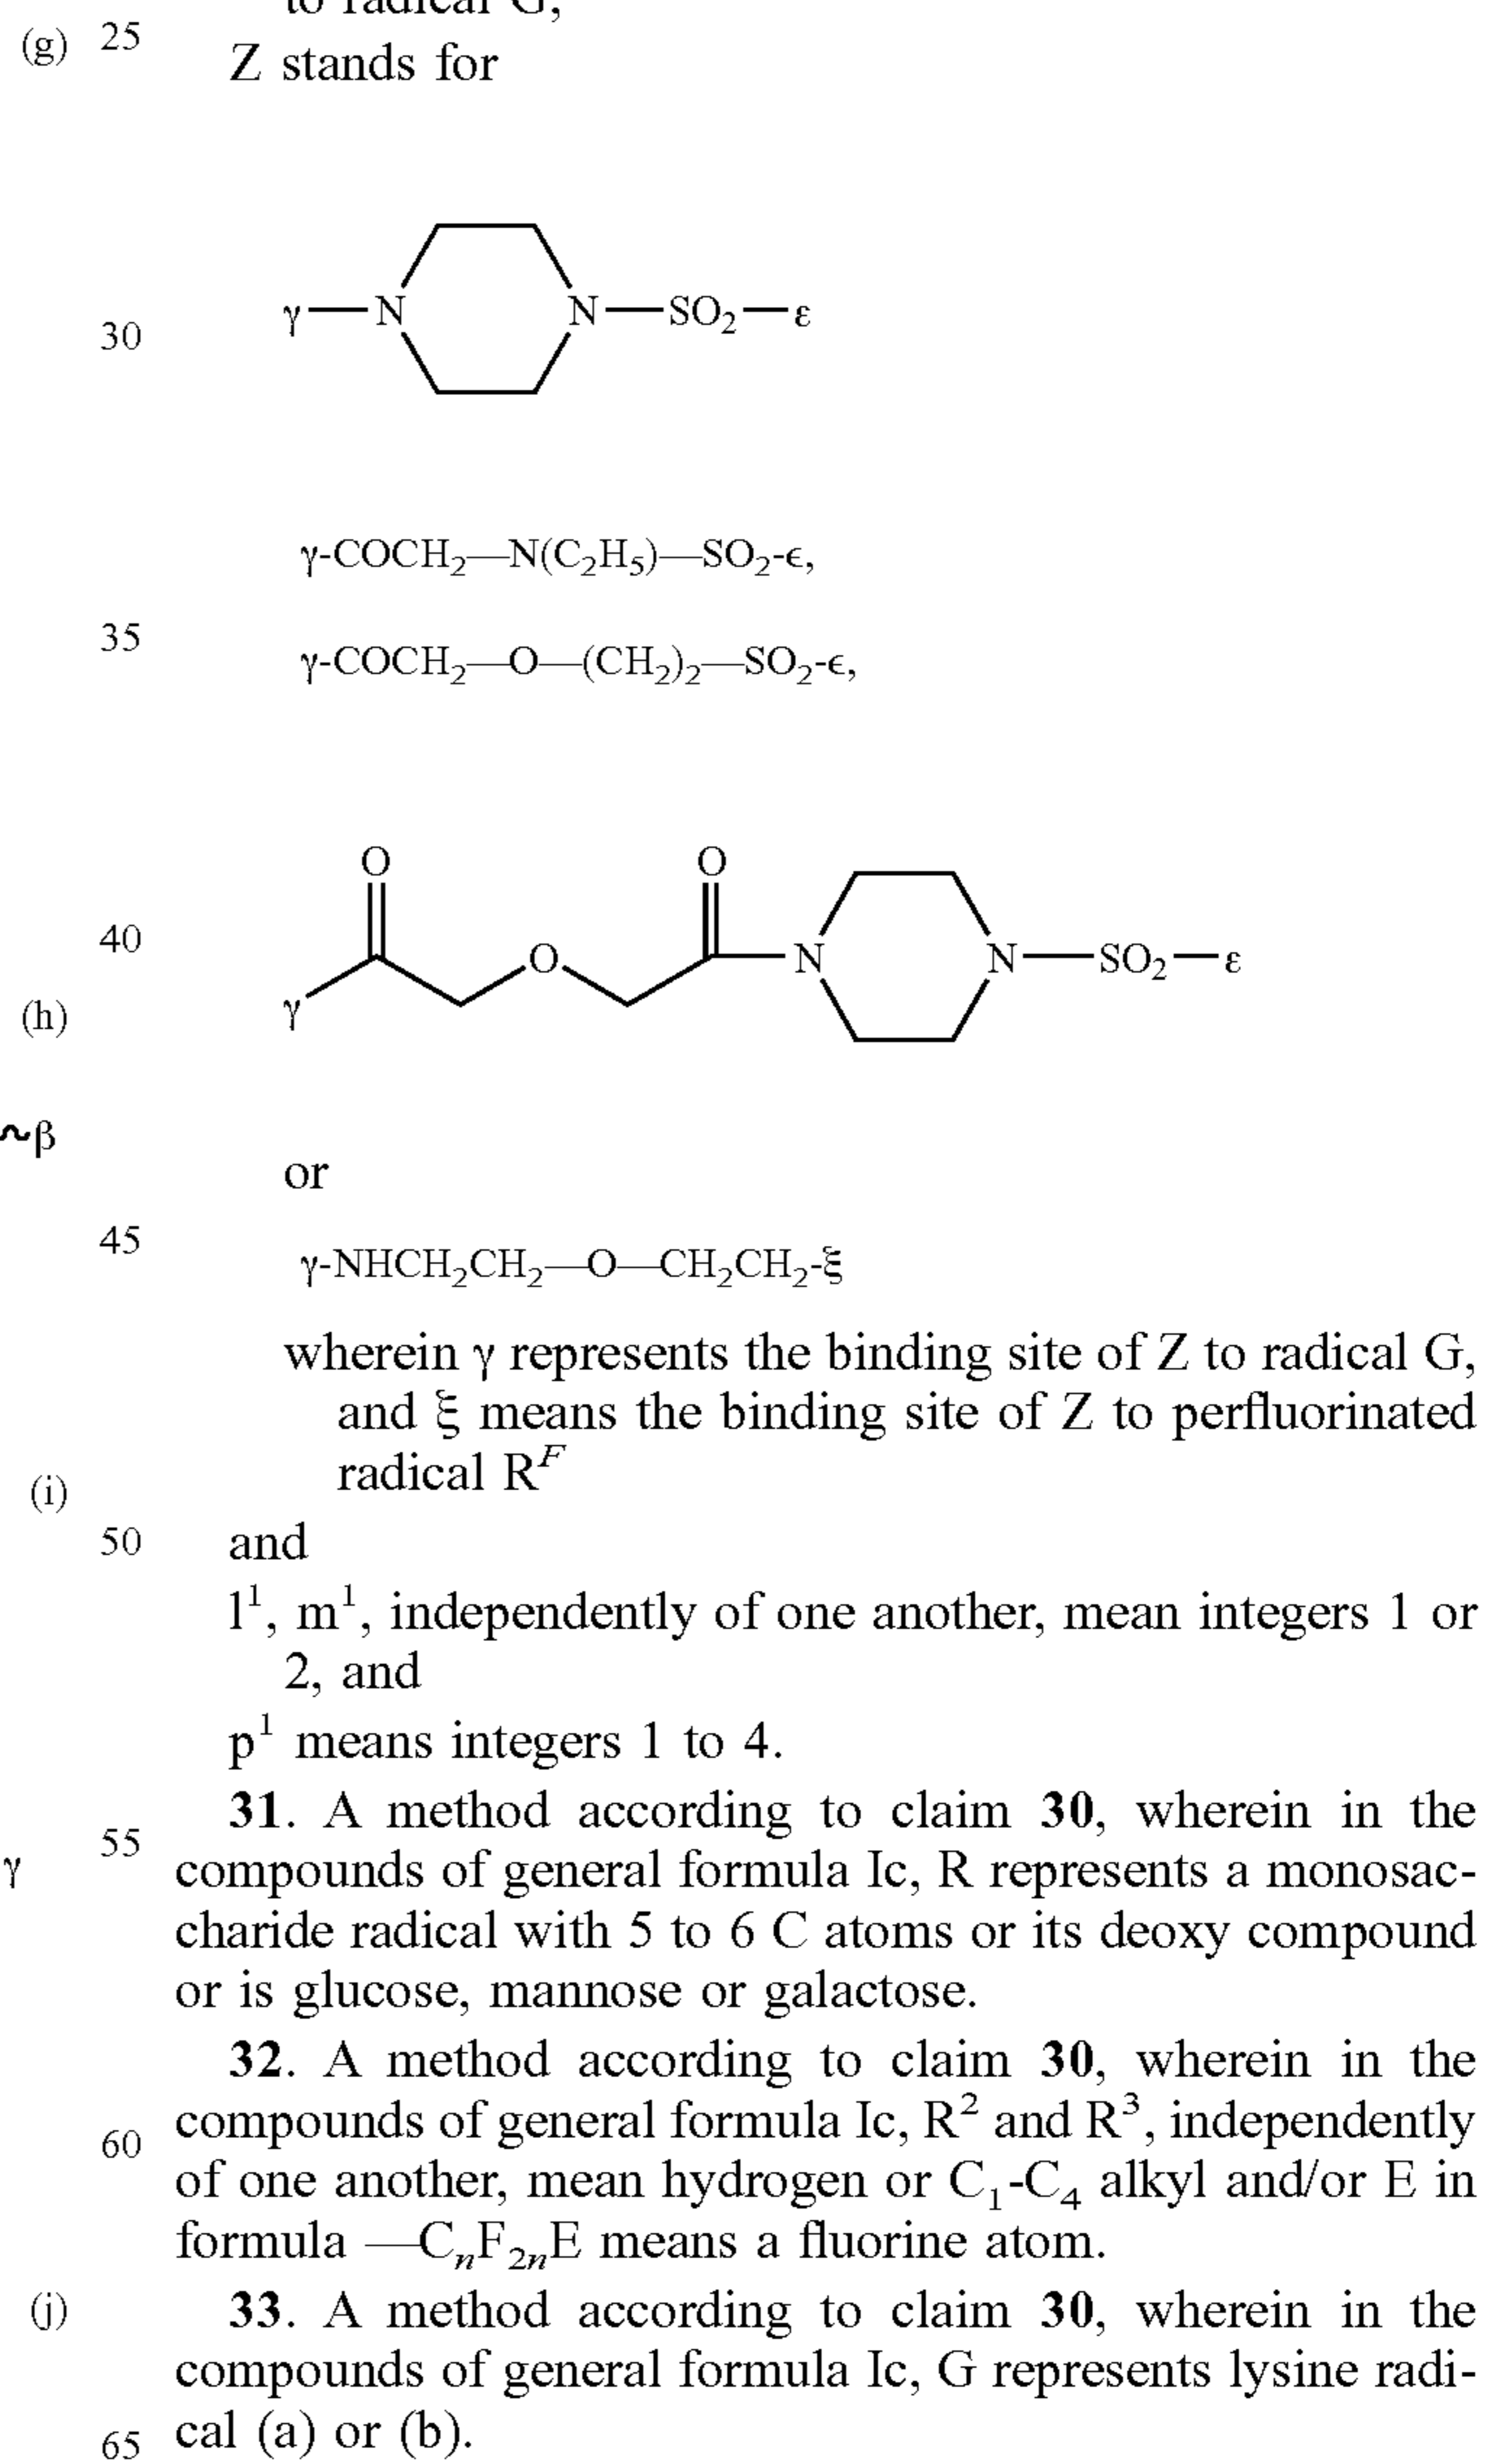 to radical G,
(g) 25
Z stands for
γ—N N—SO₂—ε
30
γ-COCH₂—N(C₂H₅)—SO₂-ϵ,
35
γ-COCH₂—O—(CH₂)₂—SO₂-ϵ,
O O
40
γ O N N—SO₂—ε
(h)
~β
or
45
γ-NHCH₂CH₂—O—CH₂CH₂-ξ
wherein γ represents the binding site of Z to radical G,
and ξ means the binding site of Z to perfluorinated
radical Rᶠ
(i)
50
and
l¹, m¹, independently of one another, mean integers 1 or
2, and
p¹ means integers 1 to 4.
31. A method according to claim 30, wherein in the
55
γ
compounds of general formula Ic, R represents a monosac-
charide radical with 5 to 6 C atoms or its deoxy compound
or is glucose, mannose or galactose.
32. A method according to claim 30, wherein in the
compounds of general formula Ic, R² and R³, independently
60
of one another, mean hydrogen or C₁-C₄ alkyl and/or E in
formula —CₙF₂ₙE means a fluorine atom.
(j)
33. A method according to claim 30, wherein in the
compounds of general formula Ic, G represents lysine radi-
cal (a) or (b).
65